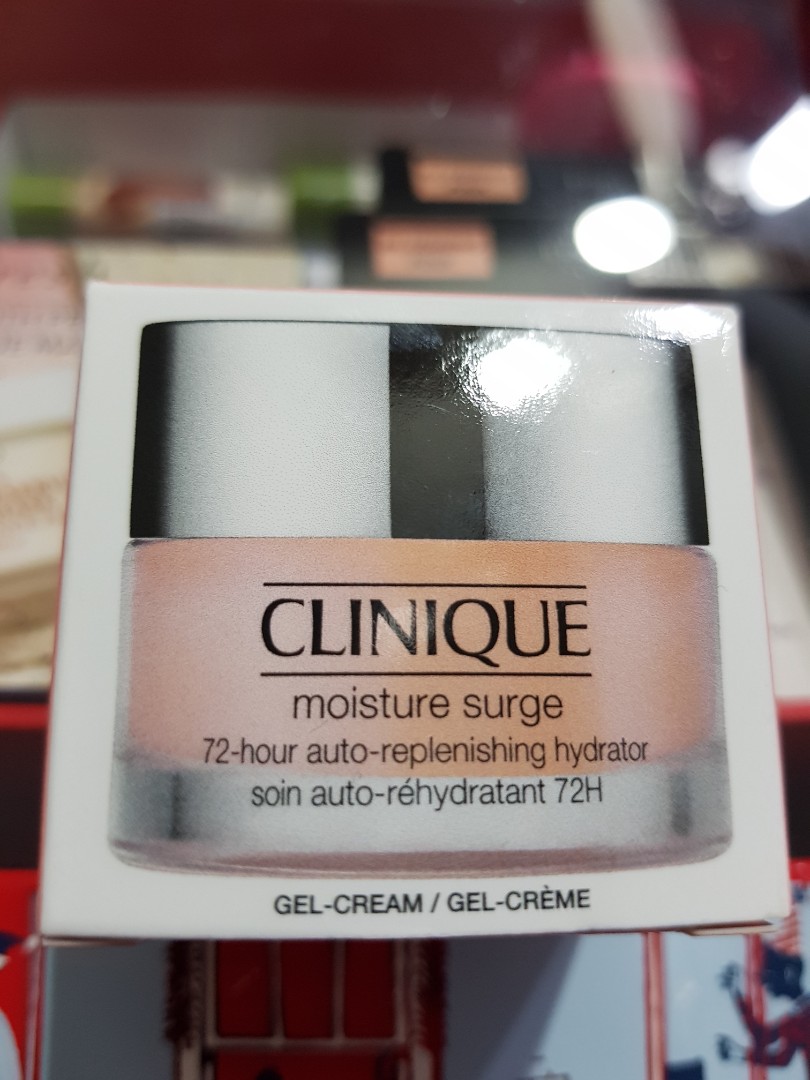 CLINIQUE
moisture surge
72-hour auto-replenishing hydrator
soin auto-réhydratant 72H
GEL-CREAM / GEL-CRÈME